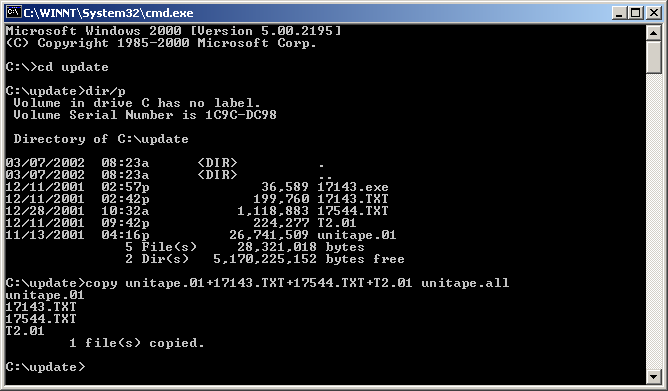 C:\WINNT\System32\cmd.exe
Microsoft Windows 2000 [Version 5.00.2195]
(C) Copyright 1985-2000 Microsoft Corp.
C:\>cd update
C:\update>dir/p
 Volume in drive C has no label.
 Volume Serial Number is 1C9C-DC98
 Directory of C:\update
03/07/2002  08:23a      <DIR>          .
03/07/2002  08:23a      <DIR>          ..
12/11/2001  02:57p              36,589 17143.exe
12/11/2001  02:42p             199,760 17143.TXT
12/28/2001  10:32a           1,118,883 17544.TXT
12/11/2001  09:42p             224,277 T2.01
11/13/2001  04:16p          26,741,509 unitape.01
               5 File(s)     28,321,018 bytes
               2 Dir(s)   5,170,225,152 bytes free
C:\update>copy unitape.01+17143.TXT+17544.TXT+T2.01 unitape.all
unitape.01
17143.TXT
17544.TXT
T2.01
        1 file(s) copied.
C:\update>